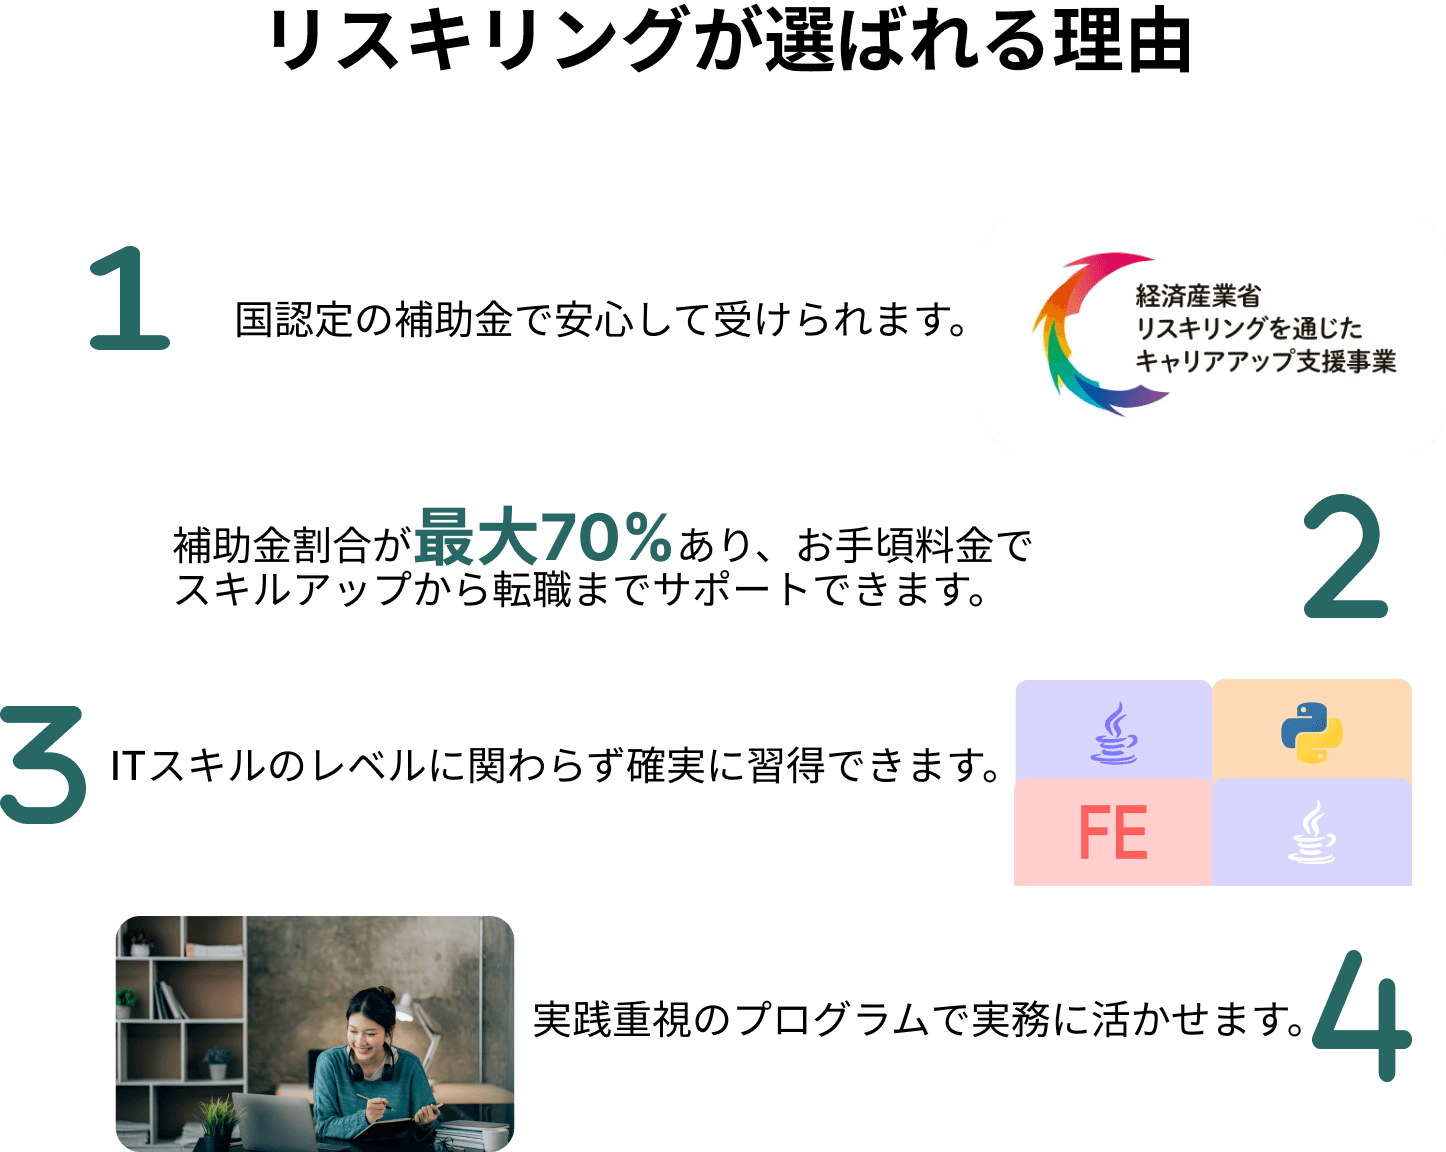 リスキリングが選ばれる理由
1
国認定の補助金で安心して受けられます。
経済産業省
リスキリングを通じた
キャリアアップ支援事業
補助金割合が最大70%あり、お手頃料金で
スキルアップから転職までサポートできます。
2
3
ITスキルのレベルに関わらず確実に習得できます。
FE
実践重視のプログラムで実務に活かせます。
4